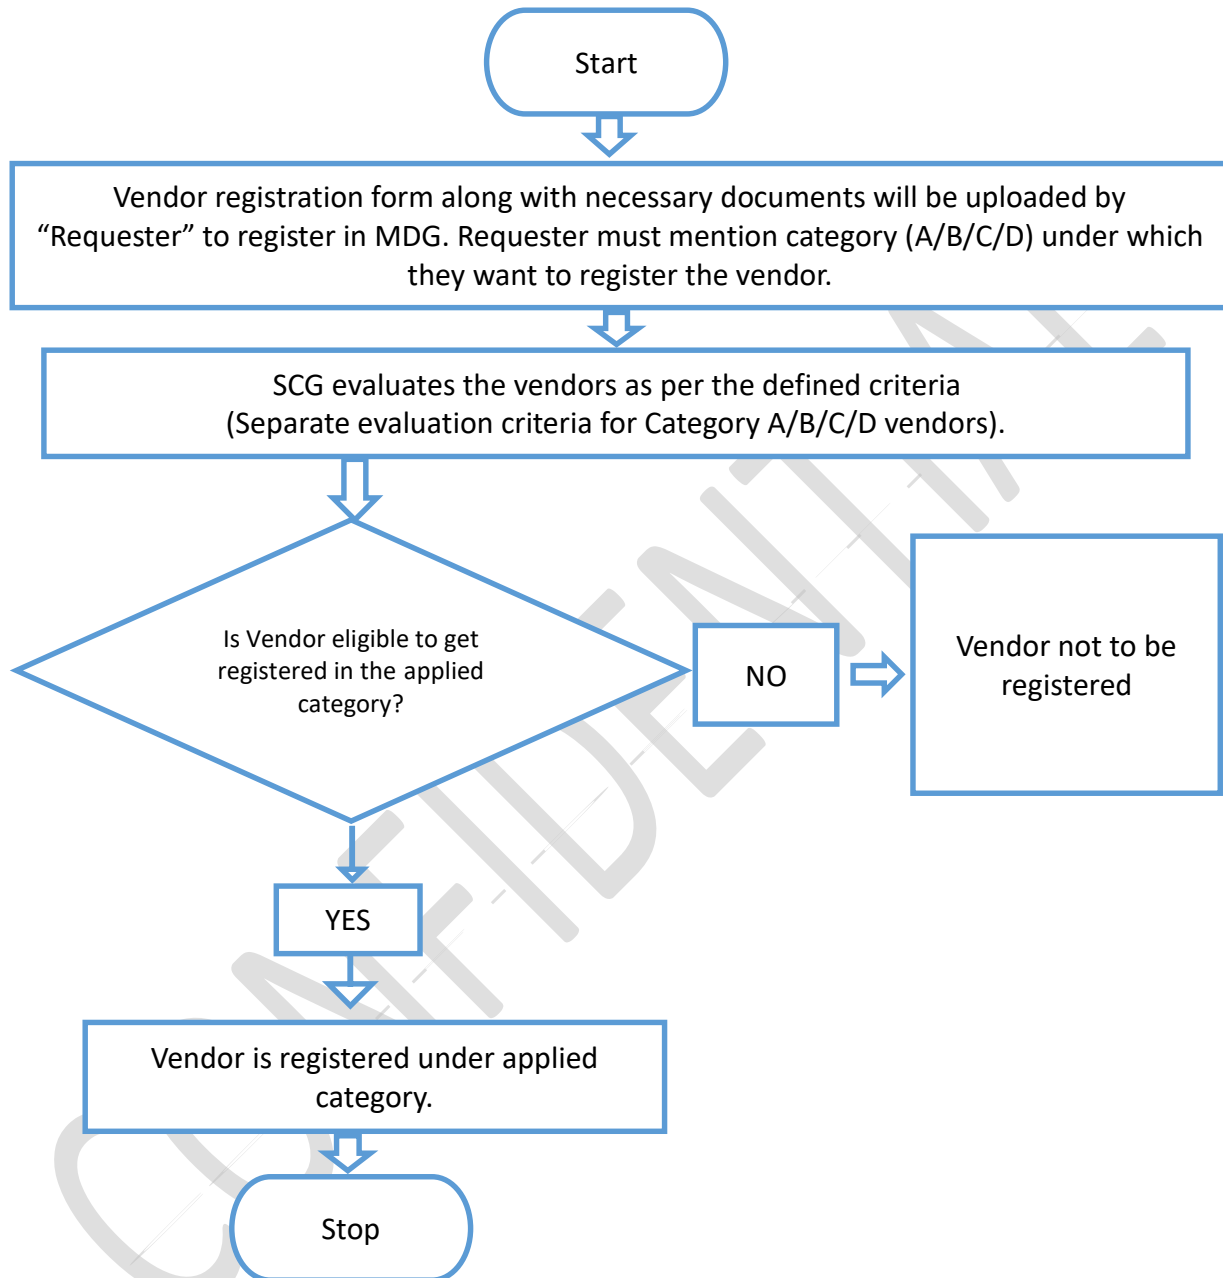 Start
Vendor registration form along with necessary documents will be uploaded by
“Requester” to register in MDG. Requester must mention category (A/B/C/D) under which
they want to register the vendor.
SCG evaluates the vendors as per the defined criteria
(Separate evaluation criteria for Category A/B/C/D vendors).
Is Vendor eligible to get
registered in the applied
category?
NO
Vendor not to be
registered
YES
Vendor is registered under applied
category.
Stop
CONFIDENTIAL